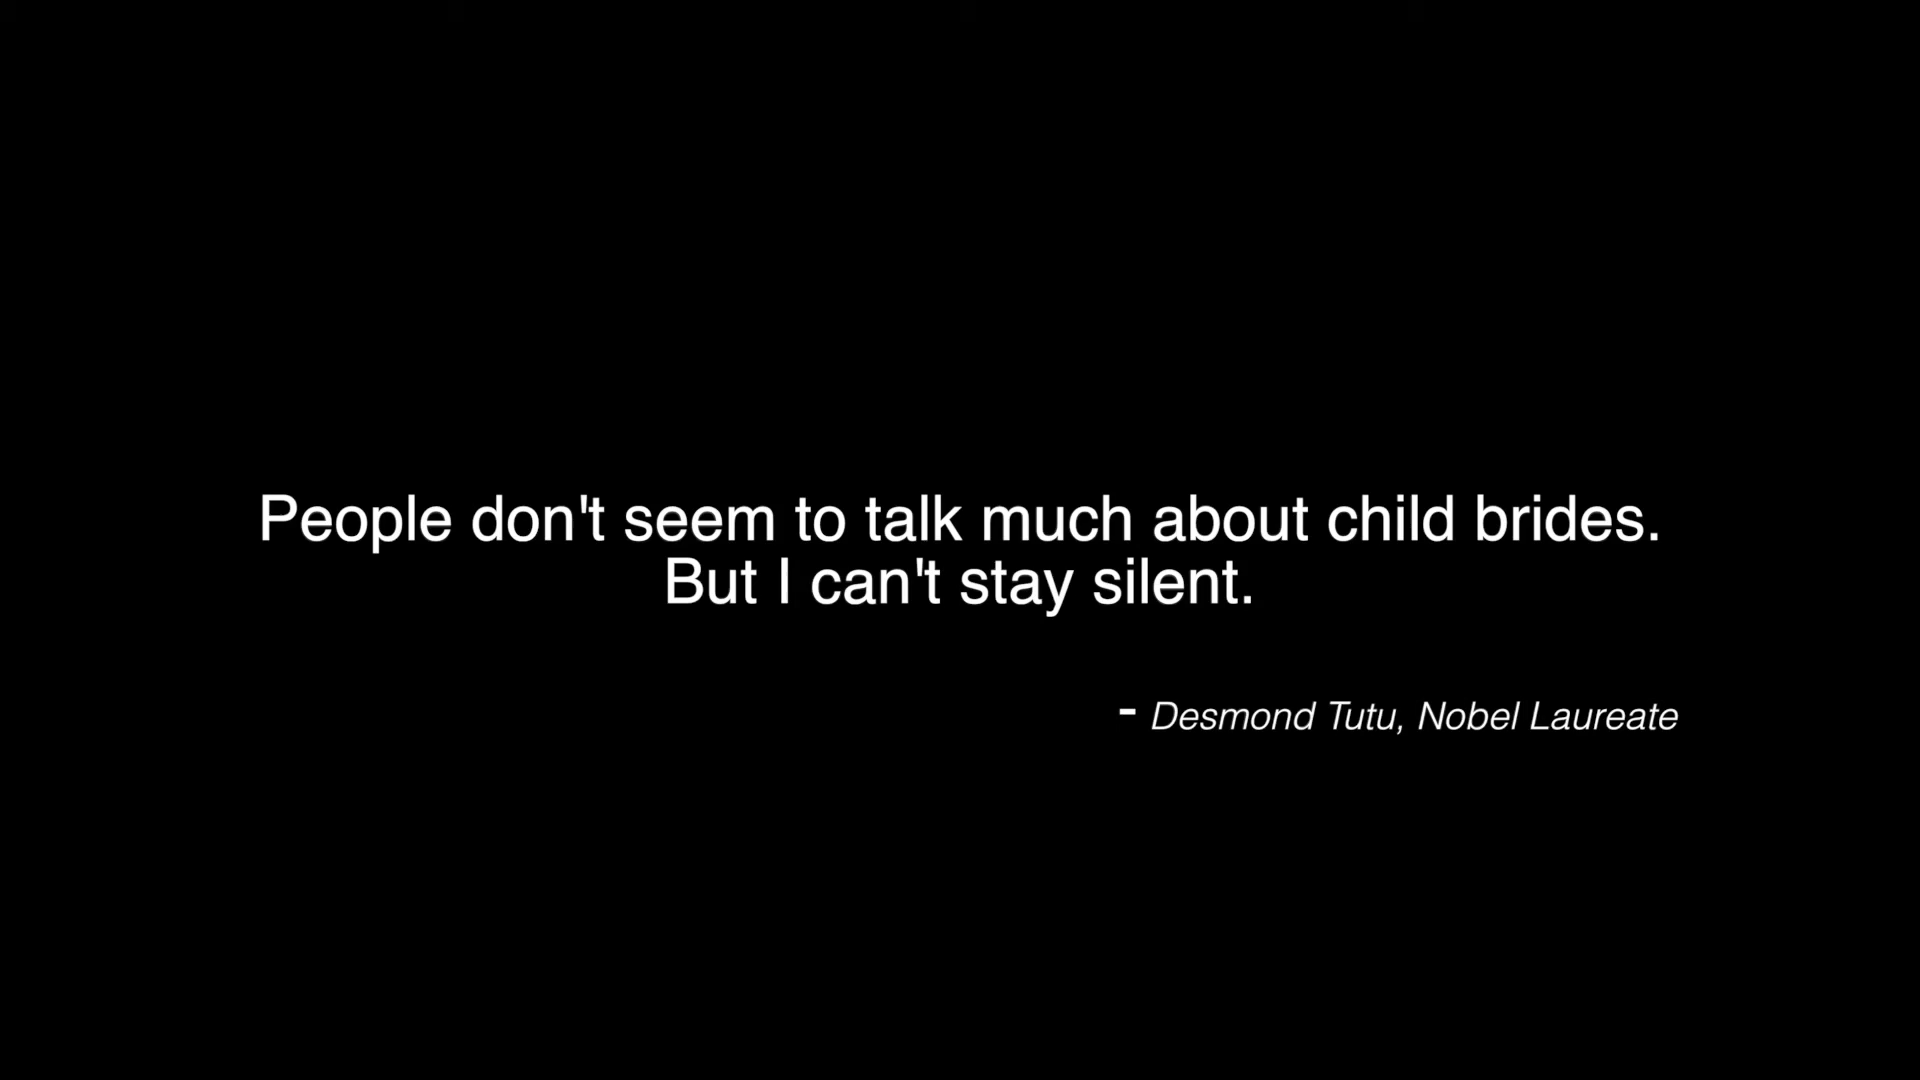 People don't seem to talk much about child brides.
But I can't stay silent.
- Desmond Tutu, Nobel Laureate